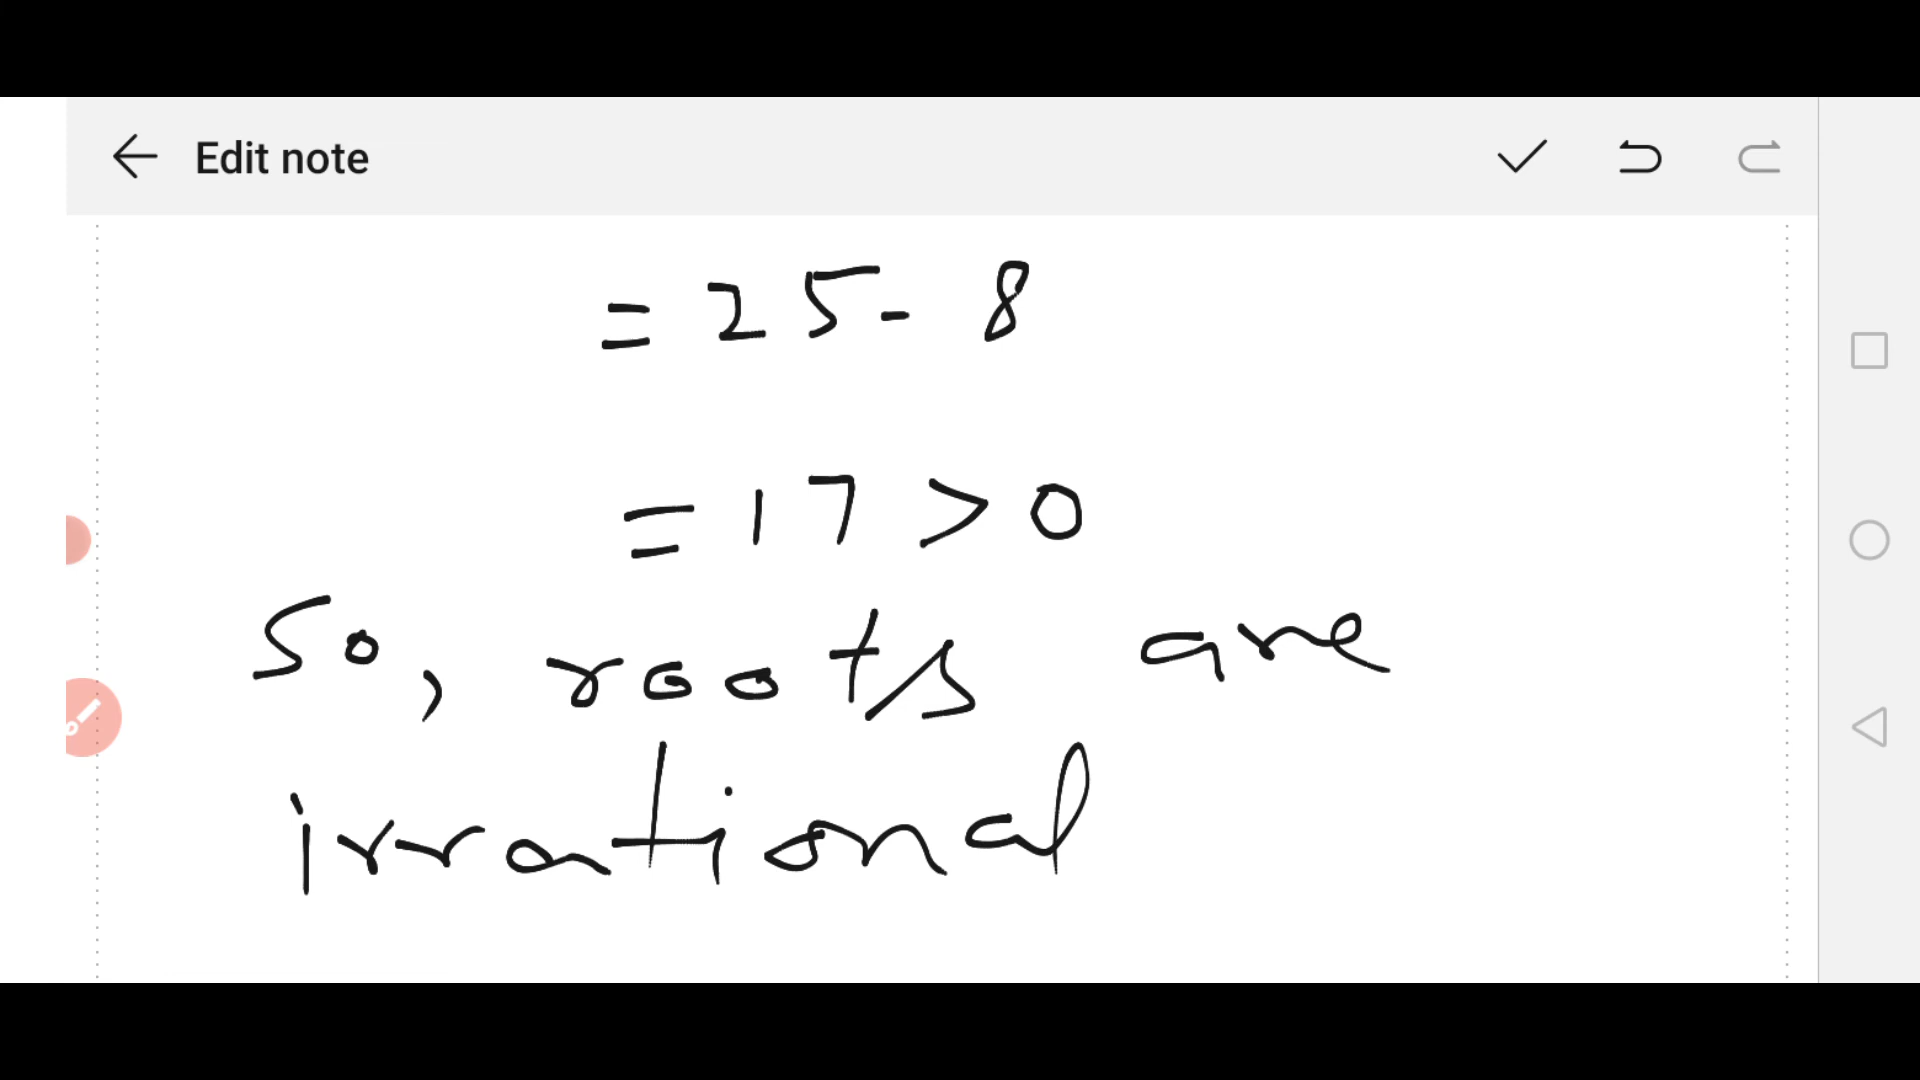 Edit note
= 25 - 8
= 17 > 0
So, roots are
irrational